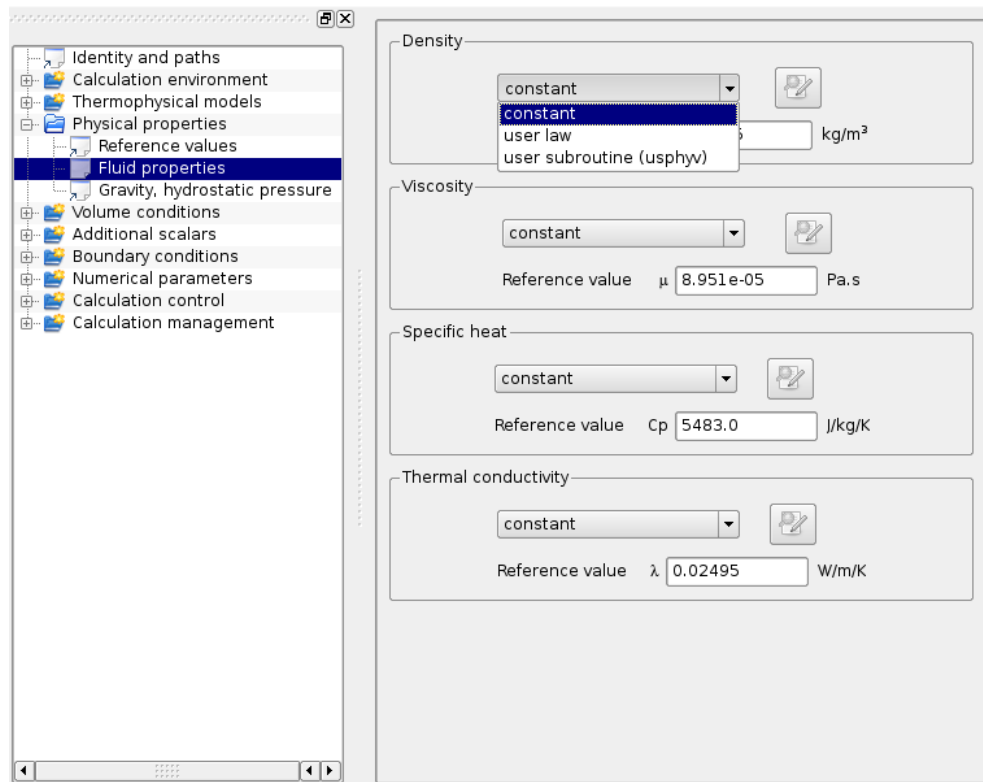 Identity and paths
Calculation environment
Thermophysical models
Physical properties
Reference values
Fluid properties
Gravity, hydrostatic pressure
Volume conditions
Additional scalars
Boundary conditions
Numerical parameters
Calculation control
Calculation management
Density
constant
constant
user law
user subroutine (usphyv)
kg/m³
Viscosity
constant
Reference value μ 8.951e-05 Pa.s
Specific heat
constant
Reference value Cp 5483.0 J/kg/K
Thermal conductivity
constant
Reference value λ 0.02495 W/m/K